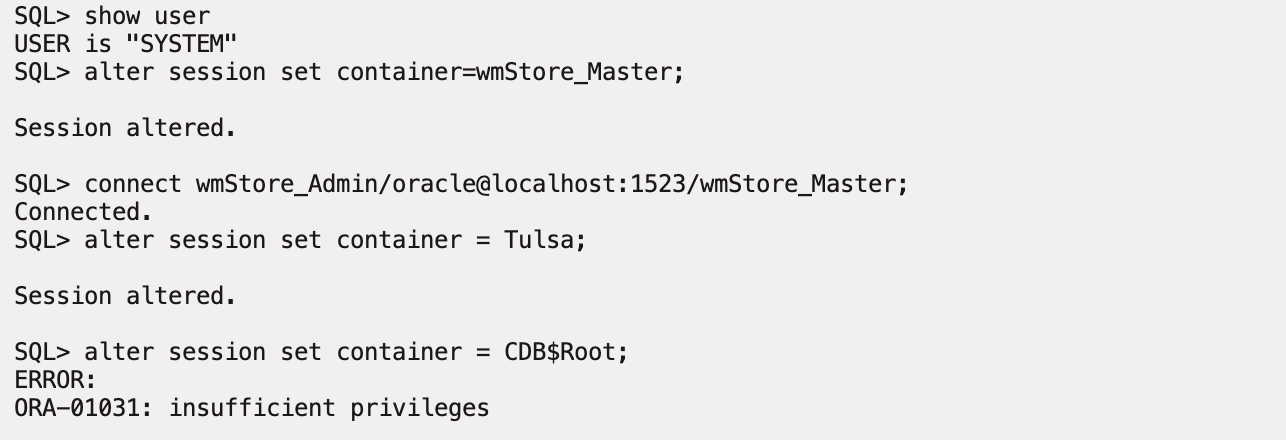 SQL> show user
USER is "SYSTEM"
SQL> alter session set container=wmStore_Master;
Session altered.
SQL> connect wmStore_Admin/oracle@localhost:1523/wmStore_Master;
Connected.
SQL> alter session set container = Tulsa;
Session altered.
SQL> alter session set container = CDB$Root;
ERROR:
ORA-01031: insufficient privileges